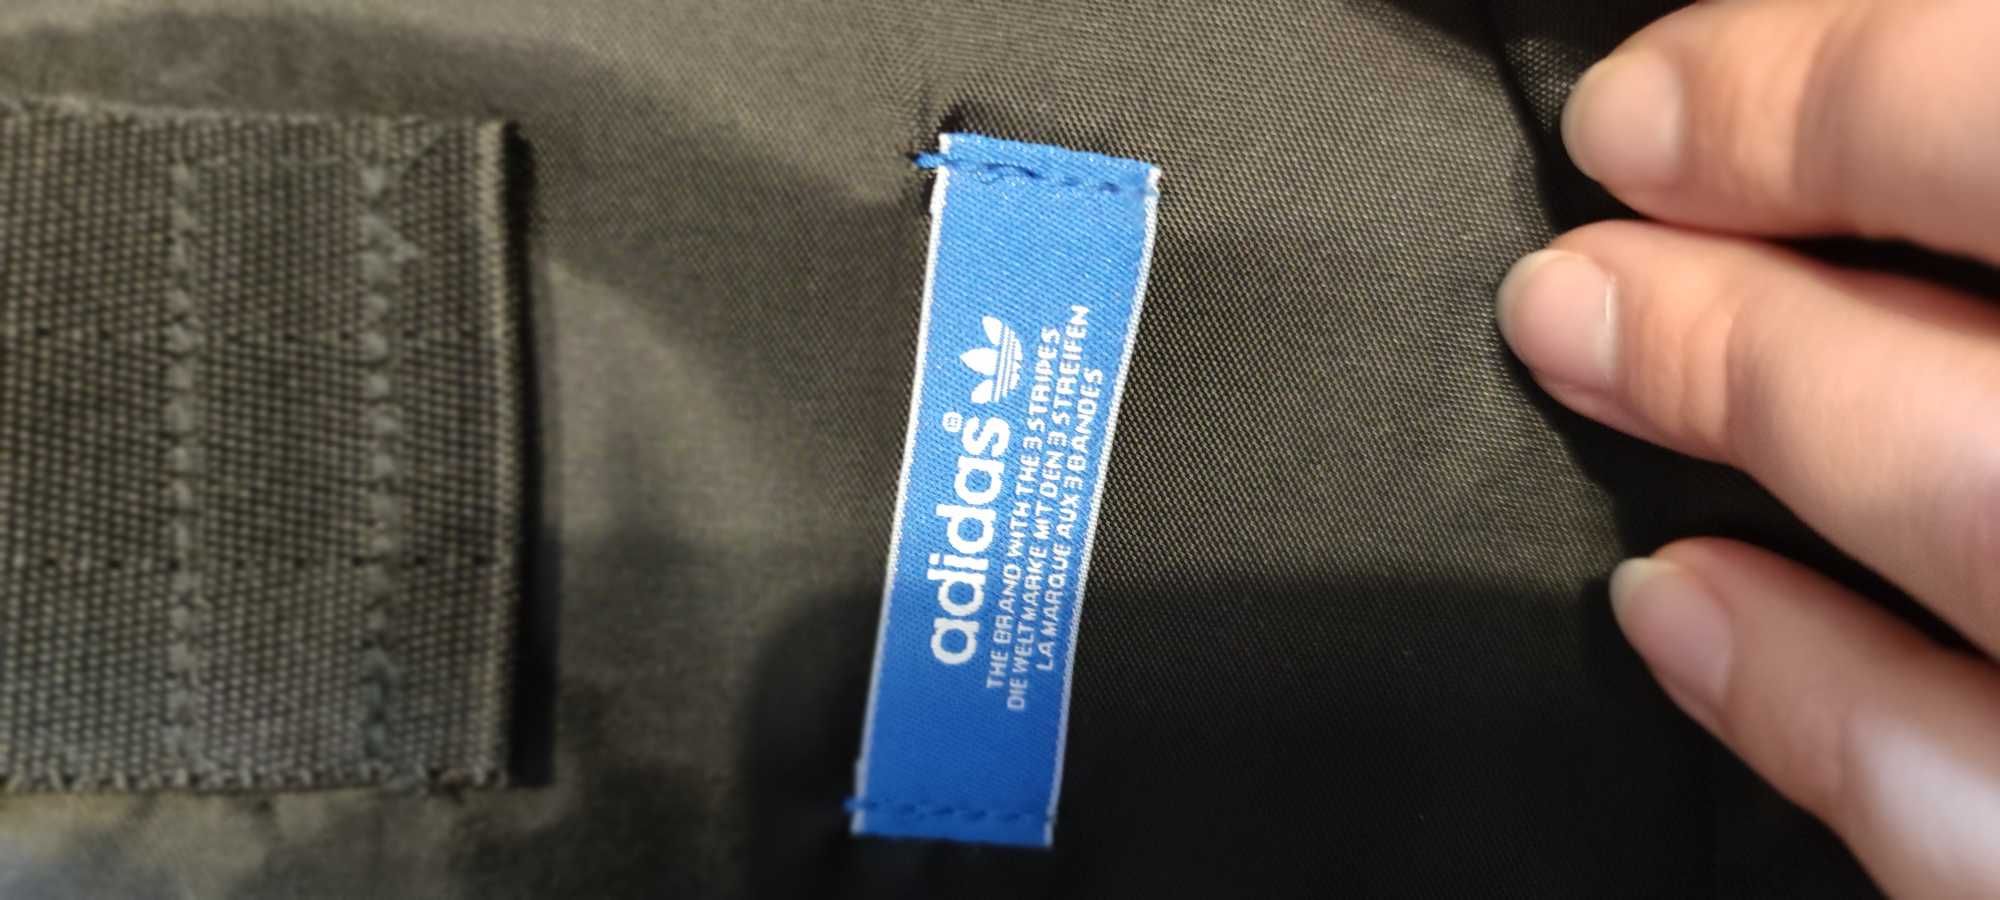 adidas®
THE BRAND WITH THE 3 STRIPES
DIE WELTMARKE MIT DEN 3 STREIFEN
LA MARQUE AUX 3 BANDES